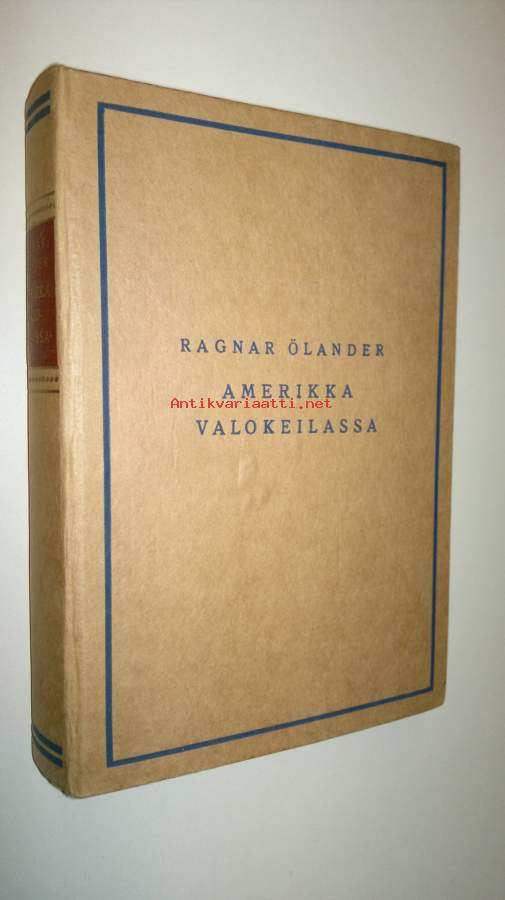 RAGNAR ÖLANDER
AMERIKKA
Antikvariaatti.net
VALOKEILASSA